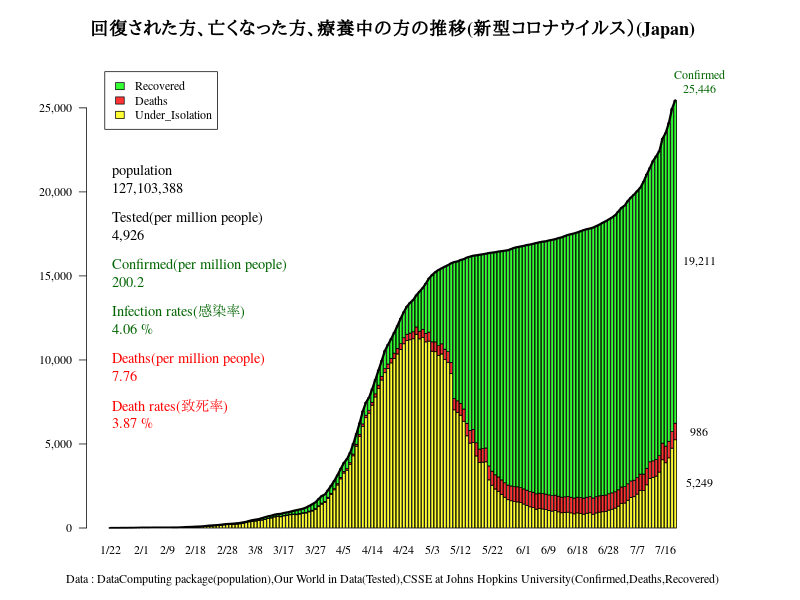 回復された方、亡くなった方、療養中の方の推移(新型コロナウイルス)(Japan)
Recovered
Deaths
Under_Isolation
Confirmed
25,446
25,000
20,000
15,000
10,000
5,000
0
population
127,103,388
Tested(per million people)
4,926
Confirmed(per million people)
200.2
Infection rates(感染率)
4.06 %
Deaths(per million people)
7.76
Death rates(致死率)
3.87 %
19,211
986
5,249
1/22 2/1 2/9 2/18 2/28 3/8 3/17 3/27 4/5 4/14 4/24 5/3 5/12 5/22 6/1 6/9 6/18 6/28 7/7 7/16
Data : DataComputing package(population),Our World in Data(Tested),CSSE at Johns Hopkins University(Confirmed,Deaths,Recovered)